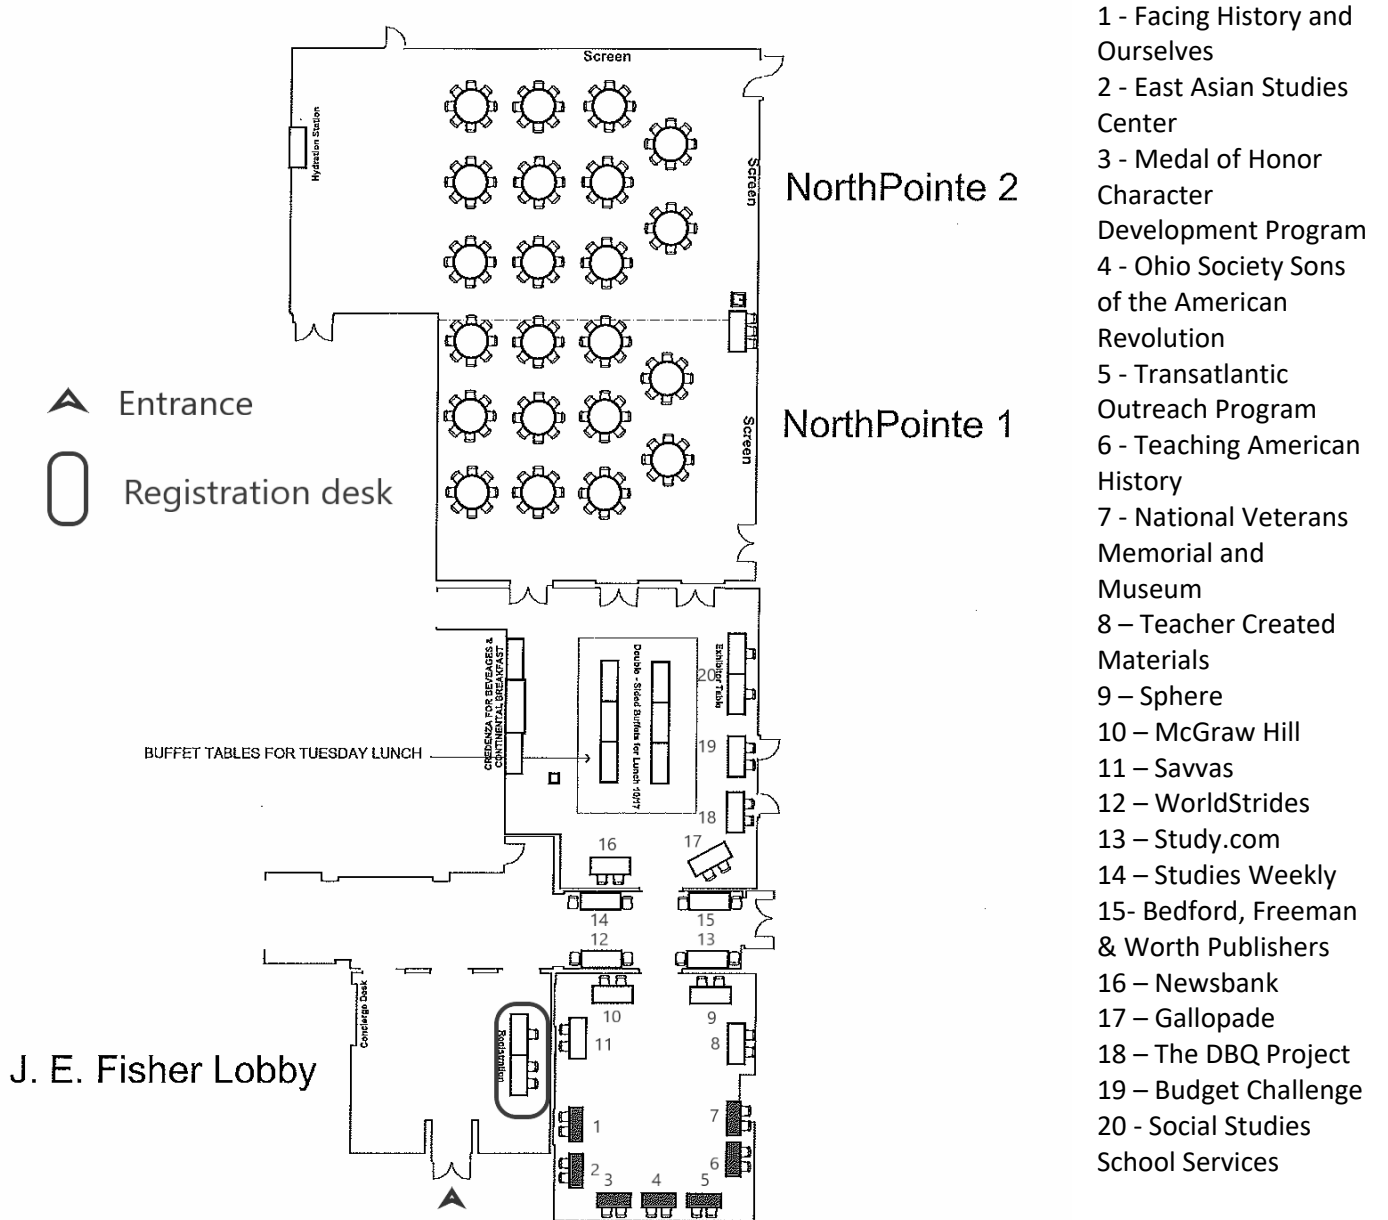 Screen
Hydration Station
Screen
NorthPointe 2
Entrance
Registration desk
NorthPointe 1
Screen
CREDENZA FOR BEVEAGES &
CONTINENTAL BREAKFAST
BUFFET TABLES FOR TUESDAY LUNCH
Double - Sided Buffets for Lunch 10/17
Exhibitor Table
20
19
18
17
16
14
15
12
13
Concierge Desk
Registration
J. E. Fisher Lobby
10
9
11
8
1
7
2
6
3
4
5
1 - Facing History and
Ourselves
2 - East Asian Studies
Center
3 - Medal of Honor
Character
Development Program
4 - Ohio Society Sons
of the American
Revolution
5 - Transatlantic
Outreach Program
6 - Teaching American
History
7 - National Veterans
Memorial and
Museum
8 – Teacher Created
Materials
9 – Sphere
10 – McGraw Hill
11 – Savvas
12 – WorldStrides
13 – Study.com
14 – Studies Weekly
15- Bedford, Freeman
& Worth Publishers
16 – Newsbank
17 – Gallopade
18 – The DBQ Project
19 – Budget Challenge
20 - Social Studies
School Services